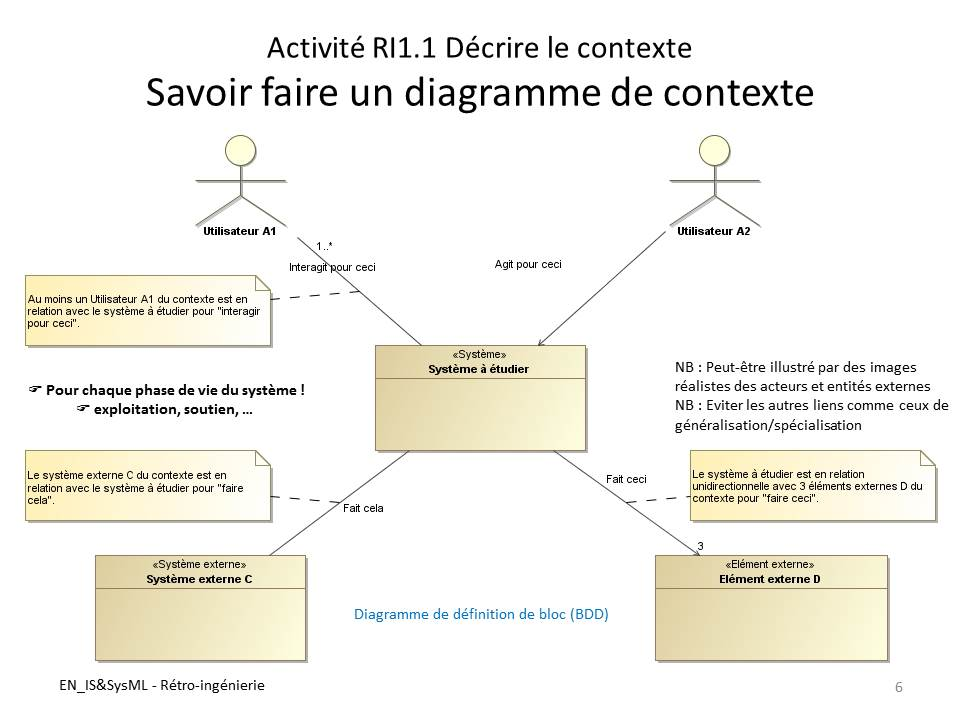 Activité RI1.1 Décrire le contexte
Savoir faire un diagramme de contexte
Utilisateur A1
Utilisateur A2
1..*
Interagit pour ceci
Agit pour ceci
Au moins un Utilisateur A1 du contexte est en
relation avec le système à étudier pour "interagir
pour ceci".
«Système»
Système à étudier
☞ Pour chaque phase de vie du système !
☞ exploitation, soutien, ...
NB : Peut-être illustré par des images
réalistes des acteurs et entités externes
NB : Eviter les autres liens comme ceux de
généralisation/spécialisation
Le système externe C du contexte est en
relation avec le système à étudier pour "faire
cela".
Fait cela
Fait ceci
Le système à étudier est en relation
unidirectionnelle avec 3 éléments externes D du
contexte pour "faire ceci".
3
«Système externe»
Système externe C
«Elément externe»
Elément externe D
Diagramme de définition de bloc (BDD)
EN_IS&SysML - Rétro-ingénierie
6